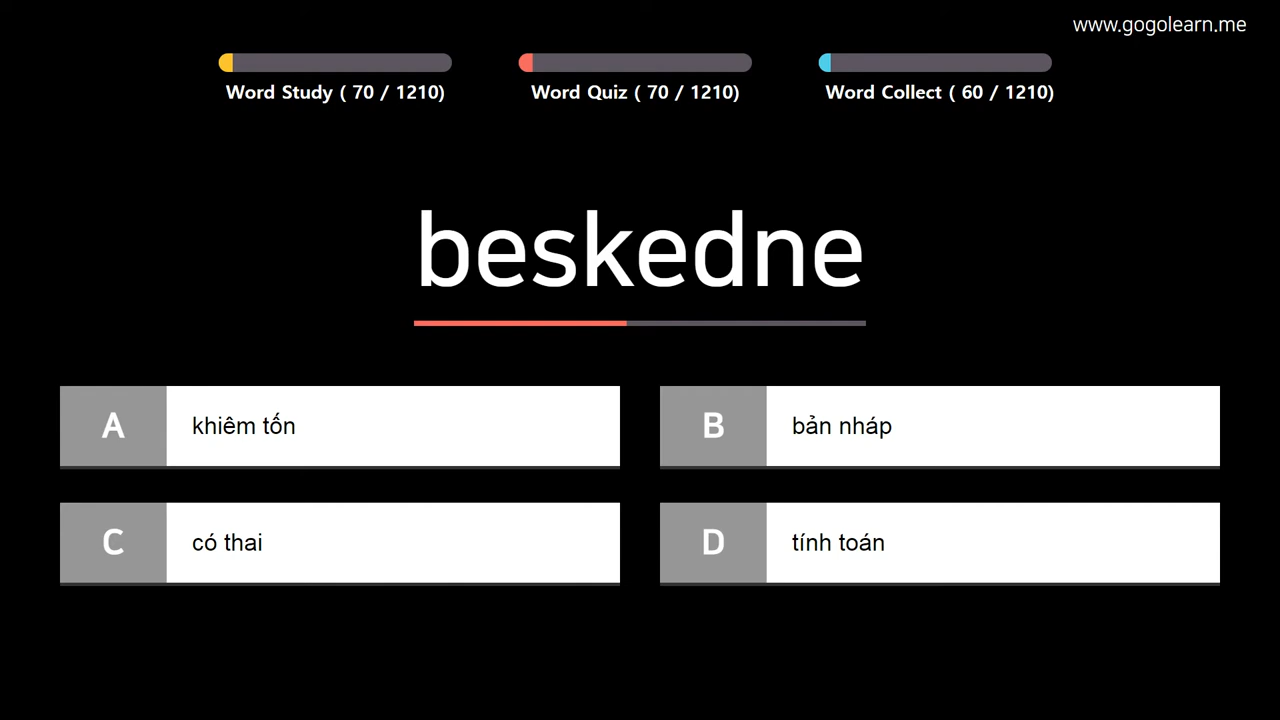 www.gogolearn.me
Word Study ( 70 / 1210)
Word Quiz ( 70 / 1210)
Word Collect ( 60 / 1210)
beskedne
A khiêm tốn
B bản nháp
C có thai
D tính toán